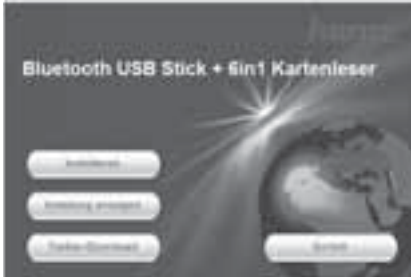 Bluetooth USB Stick + 6in1 Kartenleser
Installieren
Anleitung anzeigen
Treiber-Download
Zurück